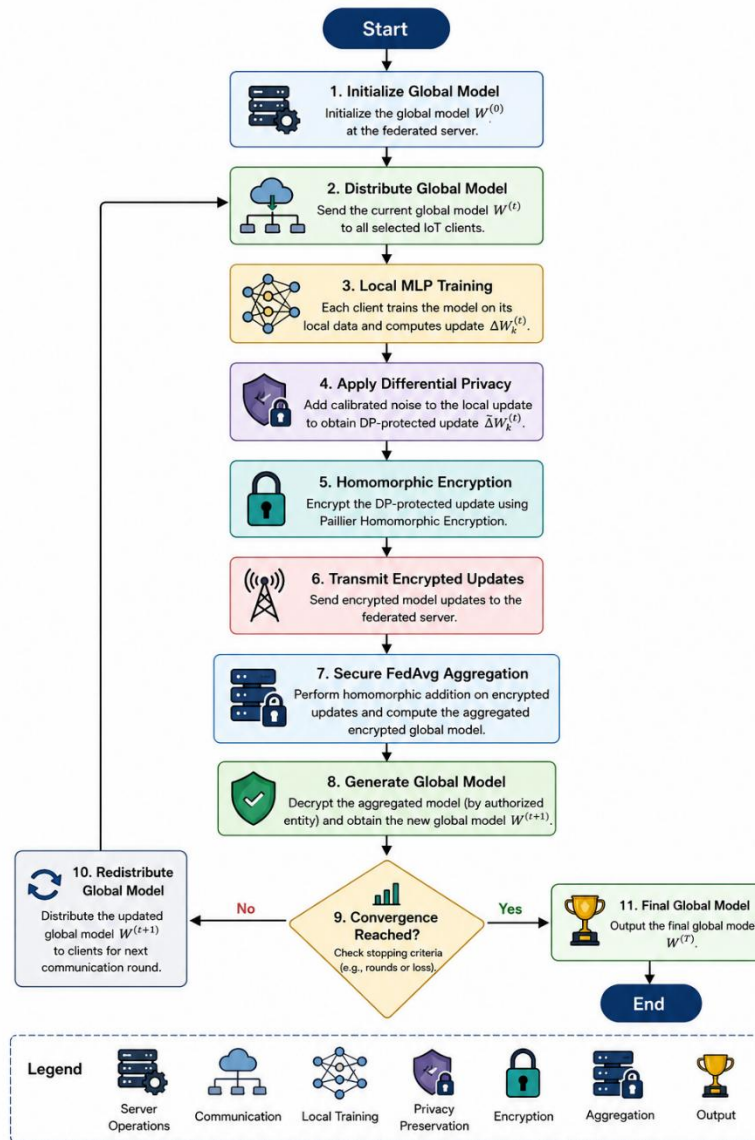 Start
1. Initialize Global Model
Initialize the global model W^(0)
at the federated server.
2. Distribute Global Model
Send the current global model W^(t)
to all selected IoT clients.
3. Local MLP Training
Each client trains the model on its
local data and computes update ΔW_k^(t).
4. Apply Differential Privacy
Add calibrated noise to the local update
to obtain DP-protected update Δ̃W_k^(t).
5. Homomorphic Encryption
Encrypt the DP-protected update using
Paillier Homomorphic Encryption.
6. Transmit Encrypted Updates
Send encrypted model updates to the
federated server.
7. Secure FedAvg Aggregation
Perform homomorphic addition on encrypted
updates and compute the aggregated
encrypted global model.
8. Generate Global Model
Decrypt the aggregated model (by authorized
entity) and obtain the new global model W^(t+1).
9. Convergence
Reached?
Check stopping criteria
(e.g., rounds or loss).
No
Yes
10. Redistribute
Global Model
Distribute the updated
global model W^(t+1)
to clients for next
communication round.
11. Final Global Model
Output the final global mode
W^(T).
End
Legend
Server
Operations
Communication
Local Training
Privacy
Preservation
Encryption
Aggregation
Output